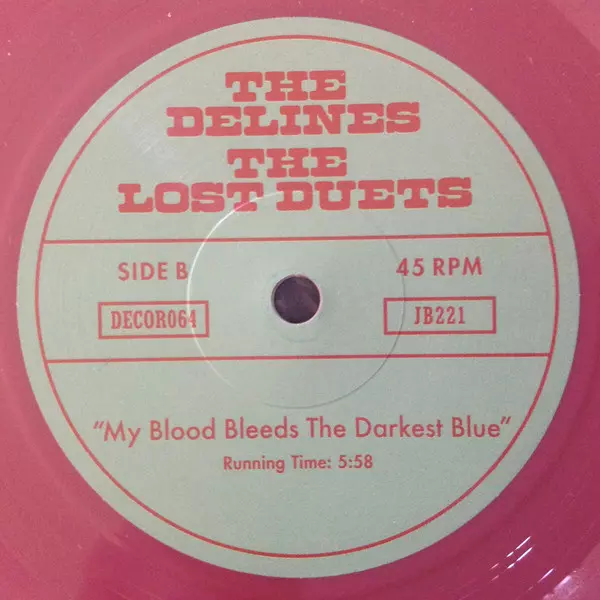 THE
DELINES
THE
LOST DUETS
SIDE B
45 RPM
DECOR064
JB221
“My Blood Bleeds The Darkest Blue”
Running Time: 5:58